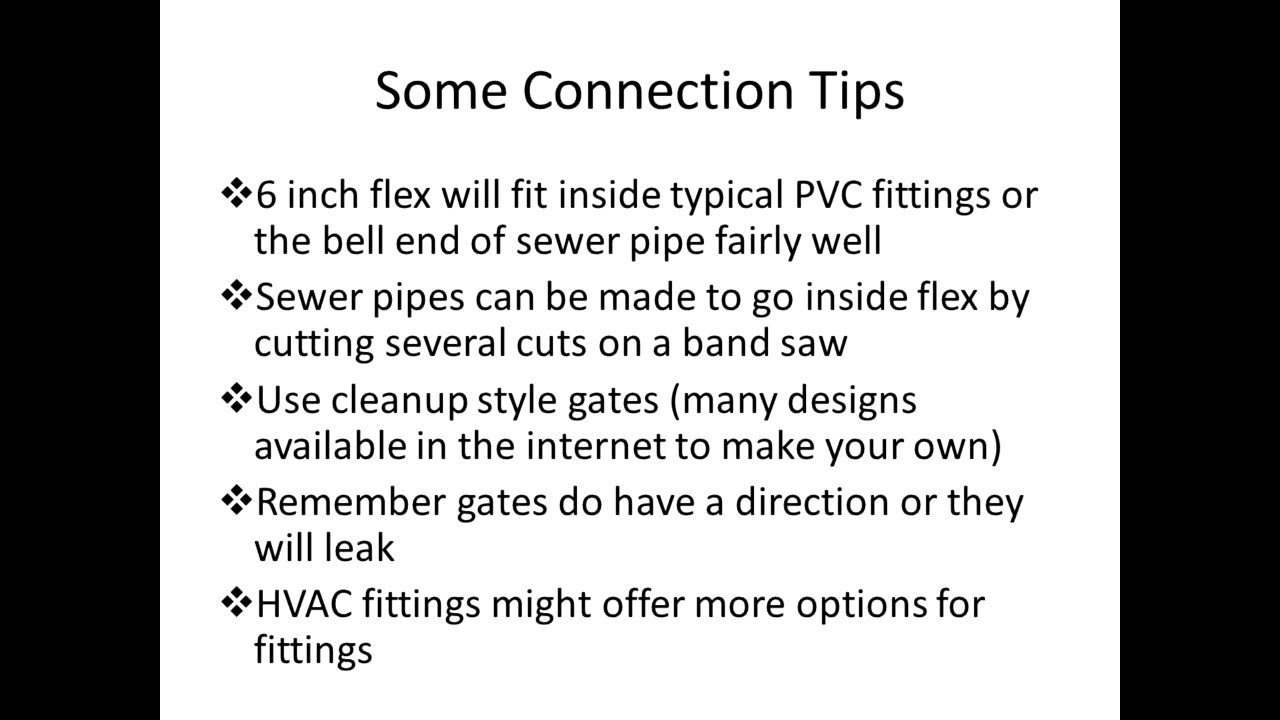 Some Connection Tips
❖6 inch flex will fit inside typical PVC fittings or
the bell end of sewer pipe fairly well
❖Sewer pipes can be made to go inside flex by
cutting several cuts on a band saw
❖Use cleanup style gates (many designs
available in the internet to make your own)
❖Remember gates do have a direction or they
will leak
❖HVAC fittings might offer more options for
fittings